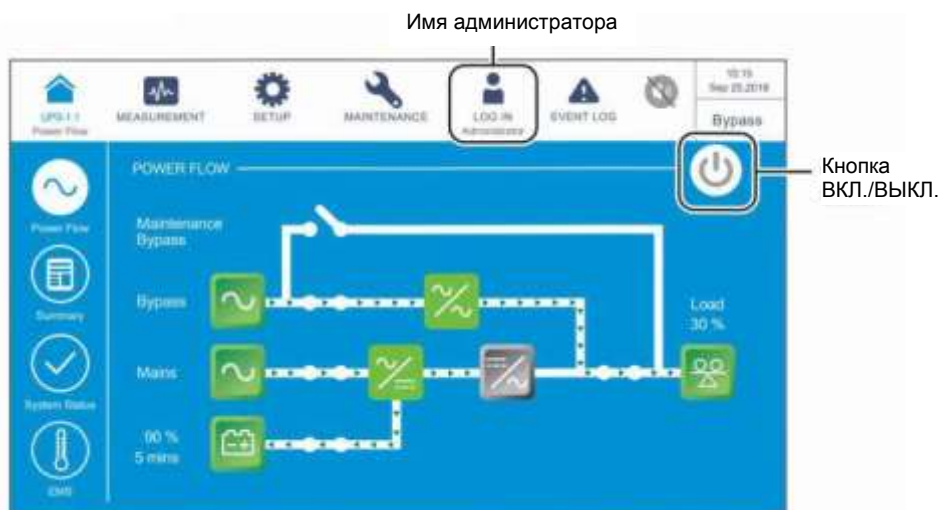 Имя администратора
10:15
Sep 25,2018
UPS-1.1
Power Flow
MEASUREMENT
SETUP
MAINTENANCE
LOG IN
Administrator
EVENT LOG
Bypass
POWER FLOW
Кнопка
ВКЛ./ВЫКЛ.
Power Flow
Maintenance
Bypass
Summary
Bypass
Load
30 %
Mains
System Status
90 %
5 mins
EMS